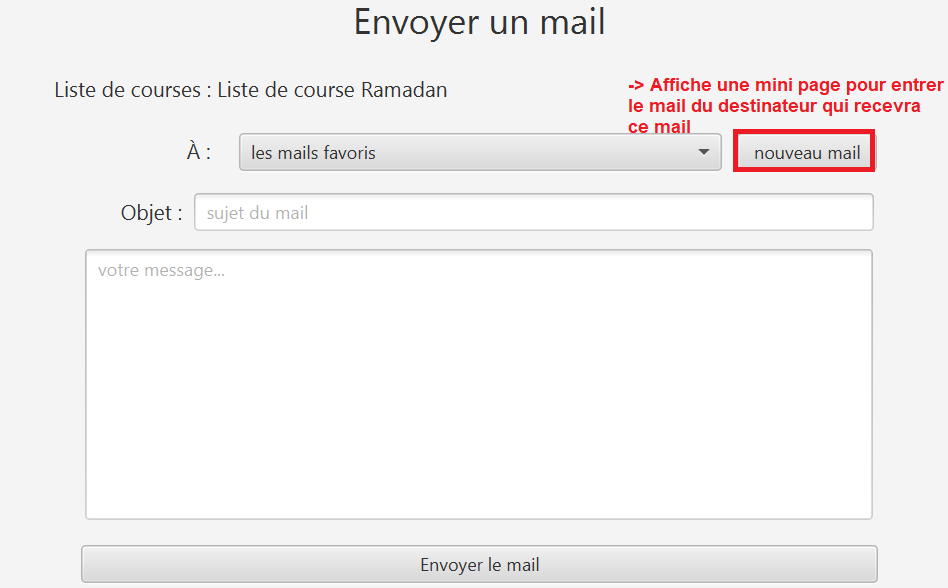 Envoyer un mail
Liste de courses : Liste de course Ramadan
-> Affiche une mini page pour entrer
le mail du destinateur qui recevra
ce mail
À :
les mails favoris
nouveau mail
Objet :
sujet du mail
votre message...
Envoyer le mail